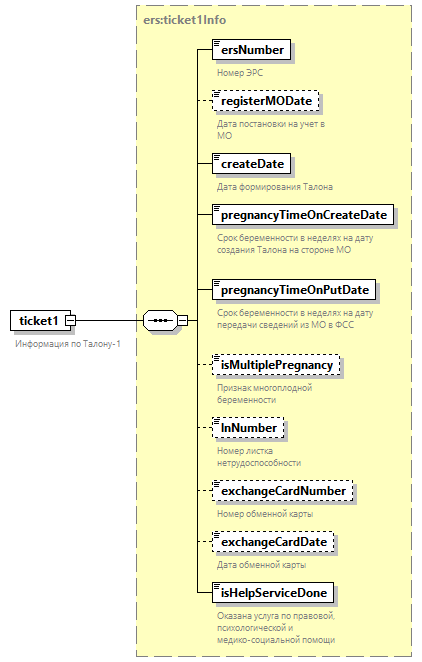 ers:ticket1Info
ersNumber
Номер ЭРС
registerMODate
Дата постановки на учет в
МО
createDate
Дата формирования Талона
pregnancyTimeOnCreateDate
Срок беременности в неделях на дату
создания Талона на стороне МО
pregnancyTimeOnPutDate
Срок беременности в неделях на дату
передачи сведений из МО в ФСС
ticket1
Информация по Талону-1
isMultiplePregnancy
Признак многоплодной
беременности
lnNumber
Номер листка
нетрудоспособности
exchangeCardNumber
Номер обменной карты
exchangeCardDate
Дата обменной карты
isHelpServiceDone
Оказана услуга по правовой,
психологической и
медико-социальной помощи